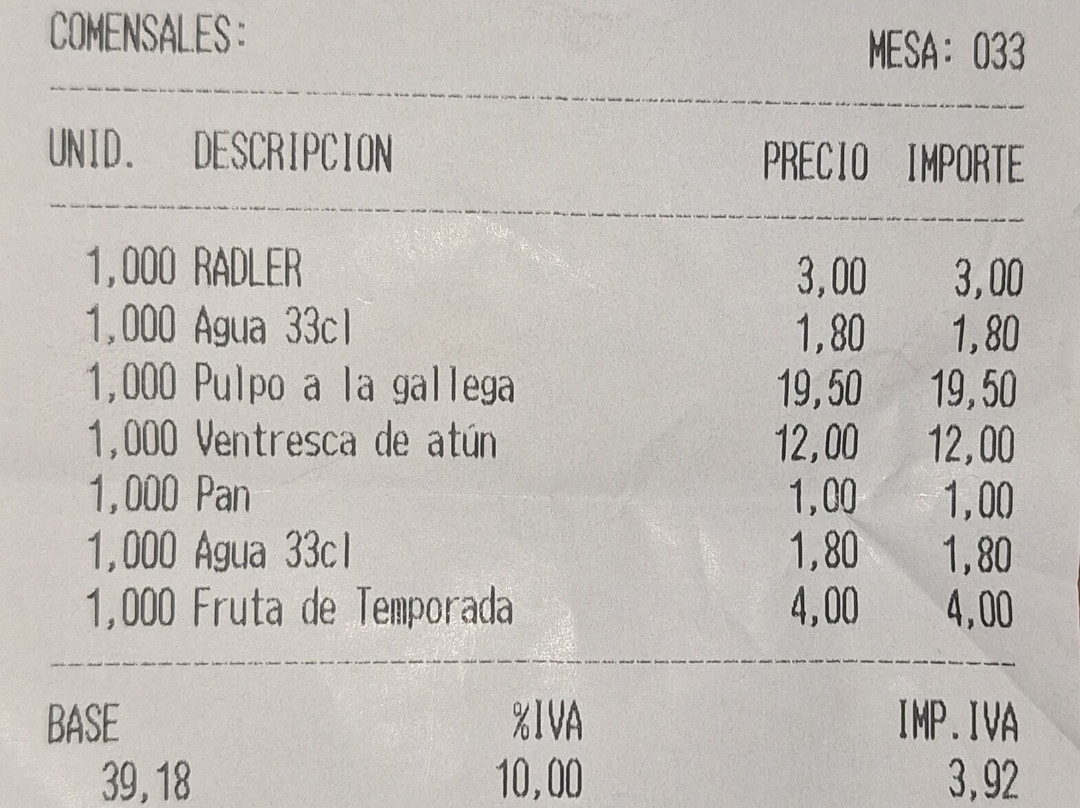 COMENSALES: MESA: 033
UNID. DESCRIPCION PRECIO IMPORTE
1,000 RADLER 3,00 3,00
1,000 Agua 33cl 1,80 1,80
1,000 Pulpo a la gallega 19,50 19,50
1,000 Ventresca de atún 12,00 12,00
1,000 Pan 1,00 1,00
1,000 Agua 33cl 1,80 1,80
1,000 Fruta de Temporada 4,00 4,00
BASE %IVA IMP.IVA
39,18 10,00 3,92